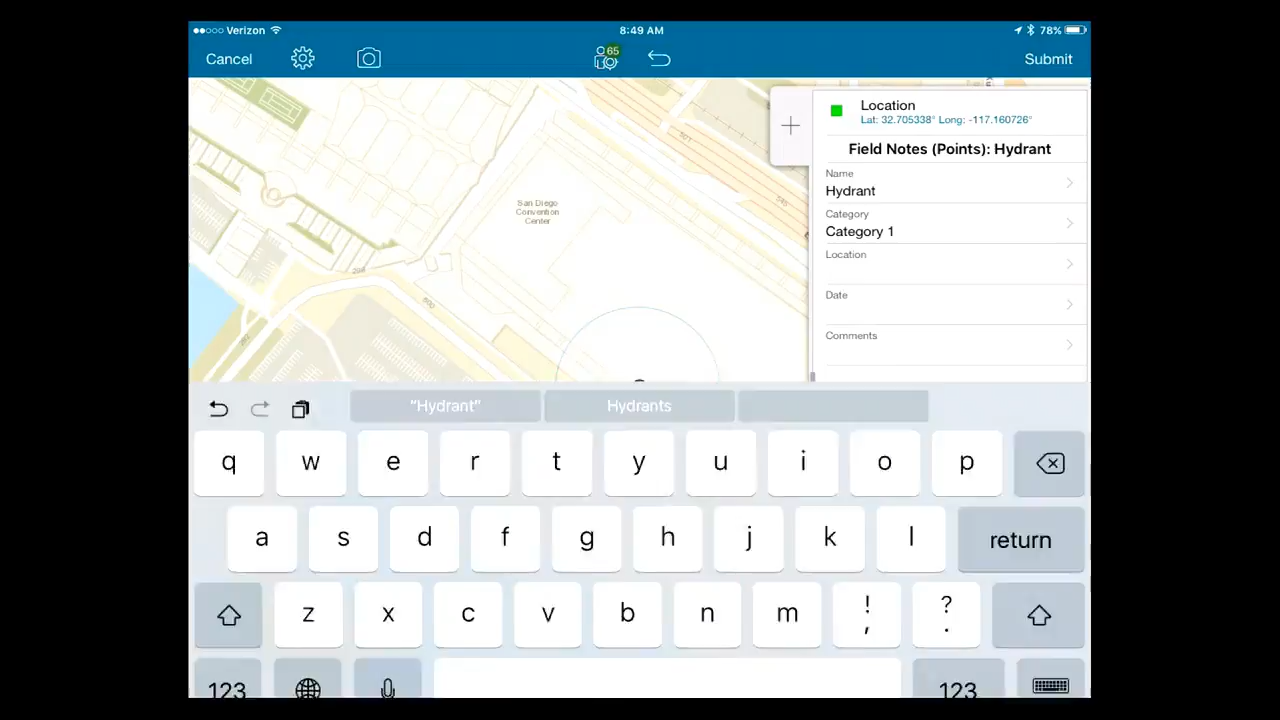 Verizon 8:49 AM 78%
Cancel 65 Submit
Location
Lat: 32.705338° Long: -117.160726°
Field Notes (Points): Hydrant
Name
Hydrant
Category
Category 1
Location
Date
Comments
San Diego
Convention
Center
"Hydrant" Hydrants
q w e r t y u i o p
a s d f g h j k l return
z x c v b n m ! , ? .
123 123